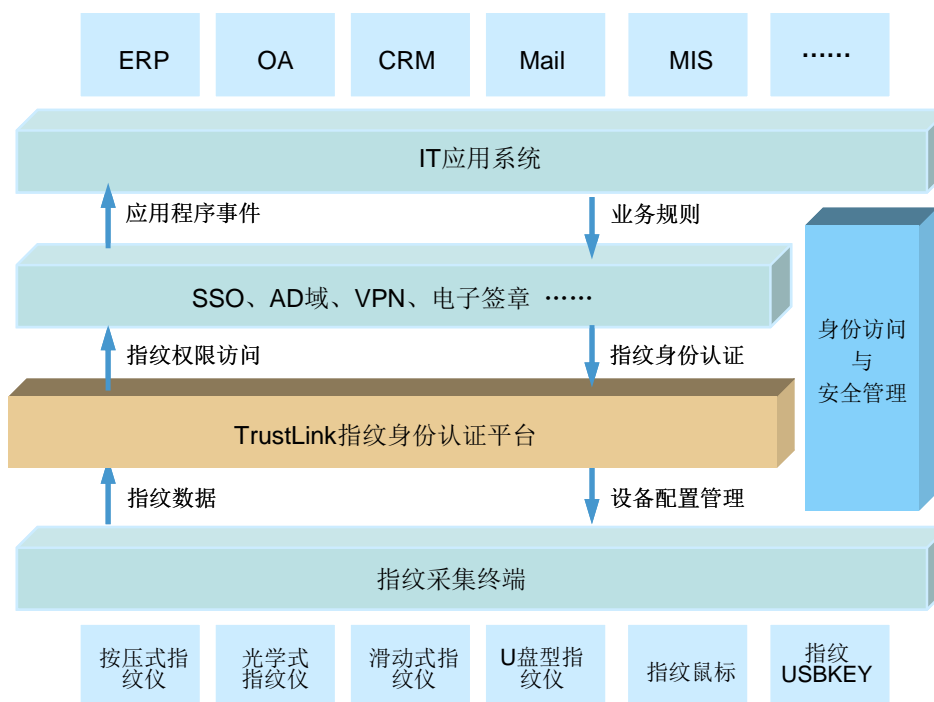 ERP
OA
CRM
Mail
MIS
……
IT应用系统
应用程序事件
业务规则
SSO、AD域、VPN、电子签章 ……
指纹权限访问
指纹身份认证
身份访问
与
安全管理
TrustLink指纹身份认证平台
指纹数据
设备配置管理
指纹采集终端
按压式指
纹仪
光学式
指纹仪
滑动式指
纹仪
U盘型指
纹仪
指纹鼠标
指纹
USBKEY